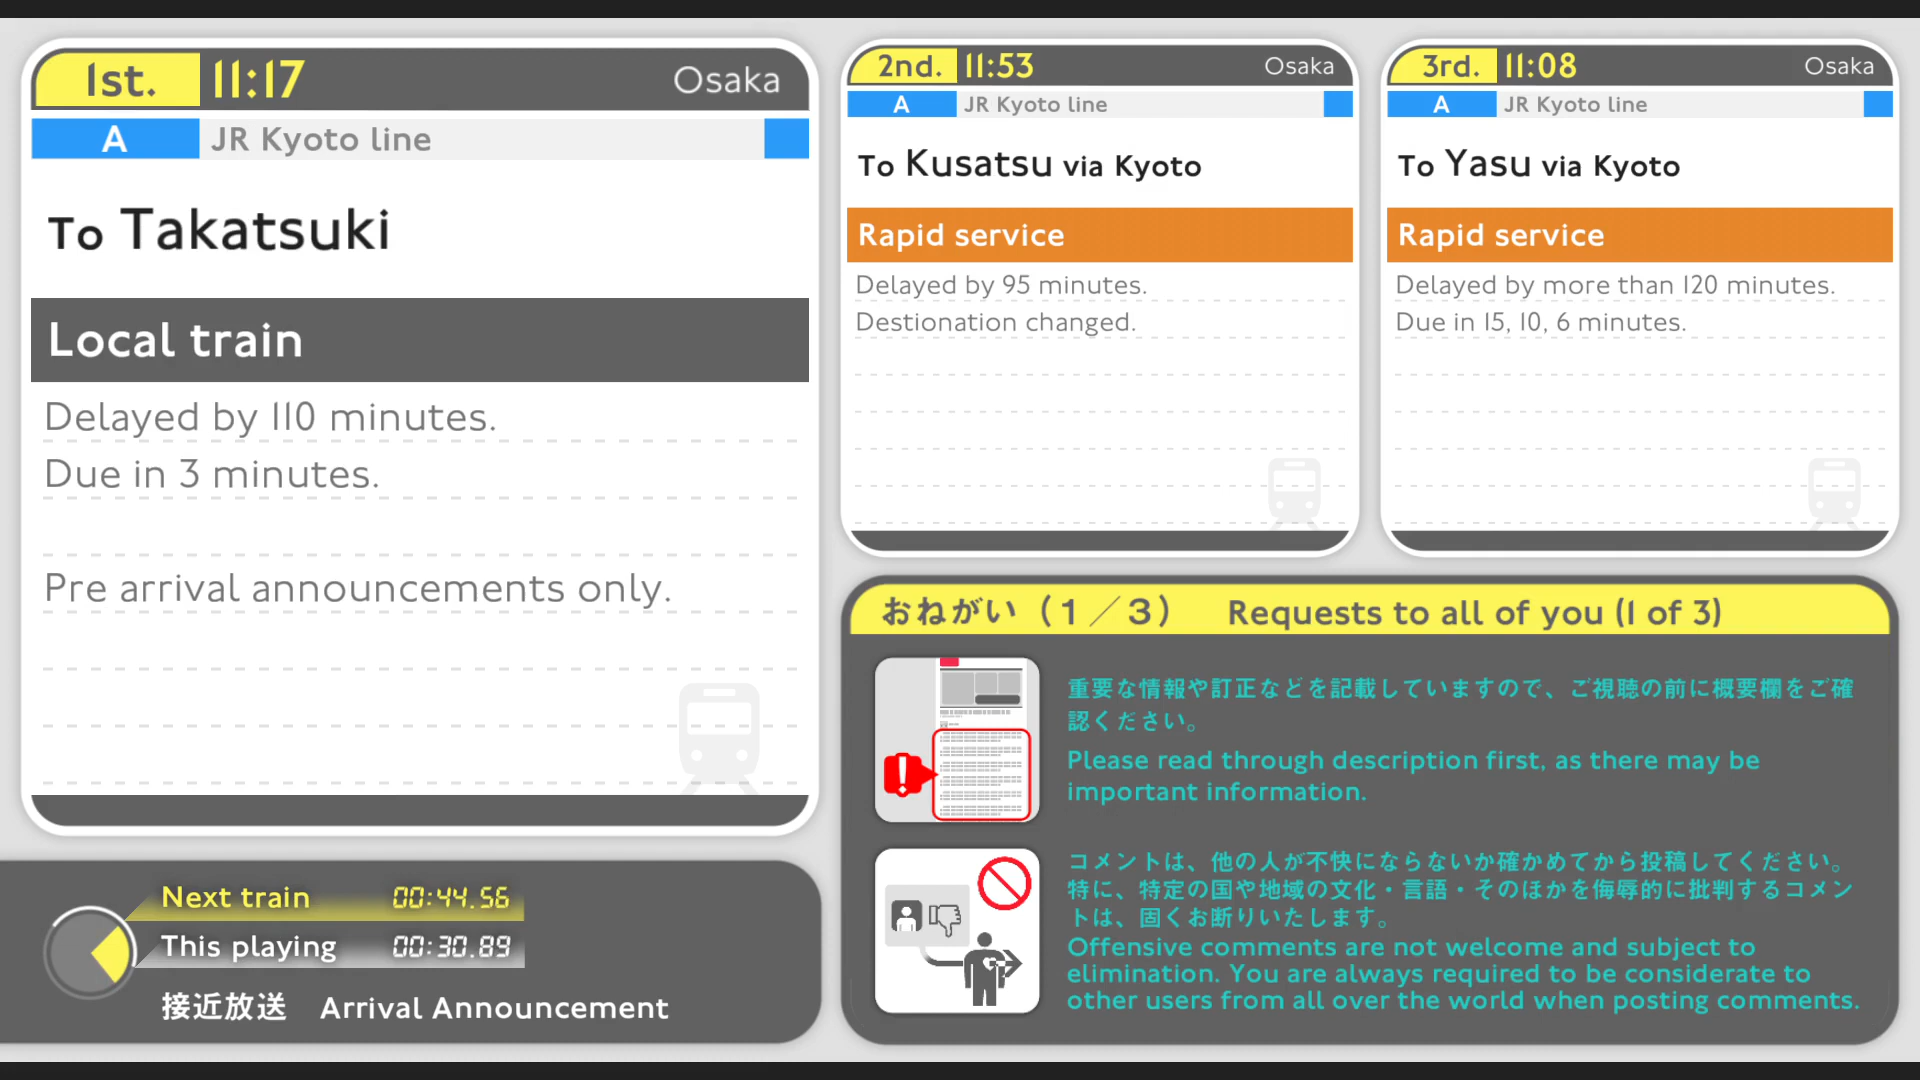 1st. 11:17 Osaka
A JR Kyoto line
To Takatsuki
Local train
Delayed by 110 minutes.
Due in 3 minutes.
Pre arrival announcements only.
2nd. 11:53 Osaka
A JR Kyoto line
To Kusatsu via Kyoto
Rapid service
Delayed by 95 minutes.
Destionation changed.
3rd. 11:08 Osaka
A JR Kyoto line
To Yasu via Kyoto
Rapid service
Delayed by more than 120 minutes.
Due in 15, 10, 6 minutes.
Next train 00:44.56
This playing 00:30.89
接近放送 Arrival Announcement
おねがい（１／３） Requests to all of you (1 of 3)
重要な情報や訂正などを記載していますので、ご視聴の前に概要欄をご確
認ください。
Please read through description first, as there may be
important information.
コメントは、他の人が不快にならないか確かめてから投稿してください。
特に、特定の国や地域の文化・言語・そのほかを侮辱的に批判するコメン
トは、固くお断りいたします。
Offensive comments are not welcome and subject to
elimination. You are always required to be considerate to
other users from all over the world when posting comments.